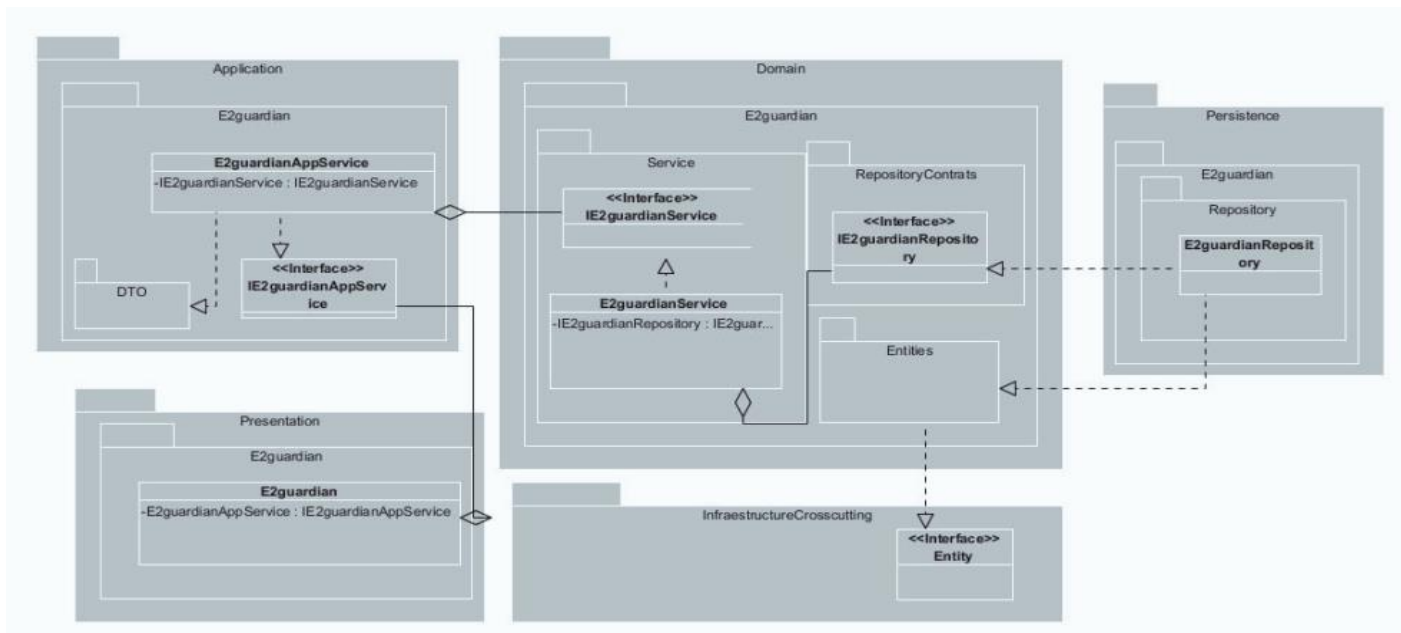 Application
E2guardian
E2guardianAppService
-IE2guardianService : IE2guardianService
<<Interface>>
IE2guardianAppServ
ice
DTO
Domain
E2guardian
Service
<<Interface>>
IE2guardianService
E2guardianService
-IE2guardianRepository : IE2guar...
RepositoryContrats
<<Interface>>
IE2guardianReposito
ry
Entities
Persistence
E2guardian
Repository
E2guardianReposit
ory
Presentation
E2guardian
E2guardian
-E2guardianAppService : IE2guardianAppService
InfraestructureCrosscutting
<<Interface>>
Entity